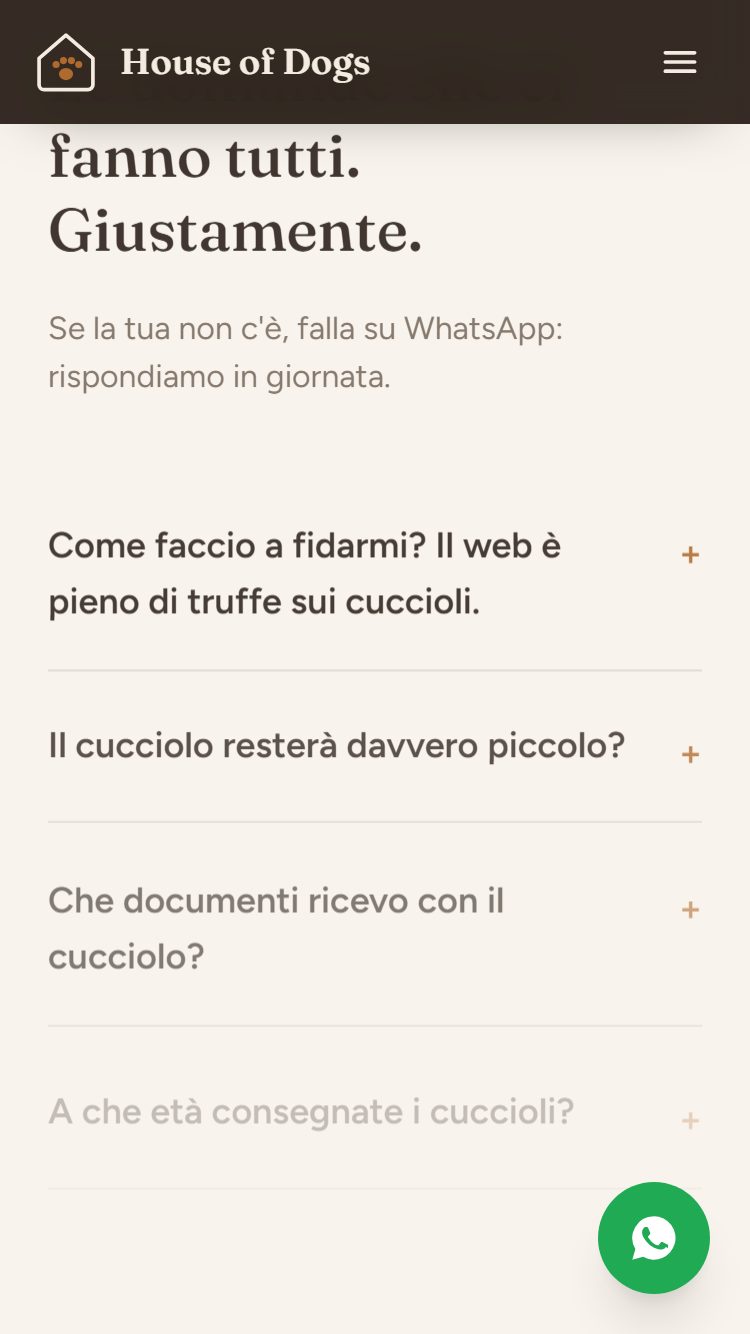 House of Dogs
fanno tutti.
Giustamente.
Se la tua non c'è, falla su WhatsApp:
rispondiamo in giornata.
Come faccio a fidarmi? Il web è
pieno di truffe sui cuccioli.
Il cucciolo resterà davvero piccolo?
Che documenti ricevo con il
cucciolo?
A che età consegnate i cuccioli?